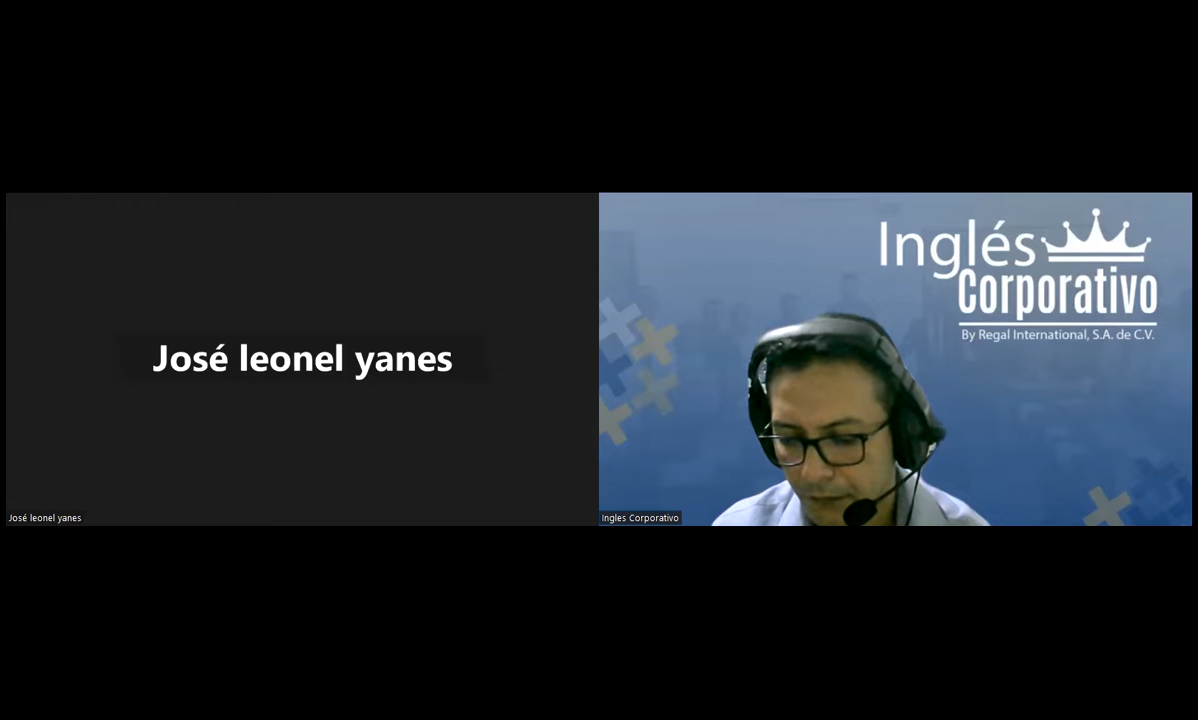 José leonel yanes
José leonel yanes
Inglés
Corporativo
By Regal International, S.A. de C.V.
Ingles Corporativo